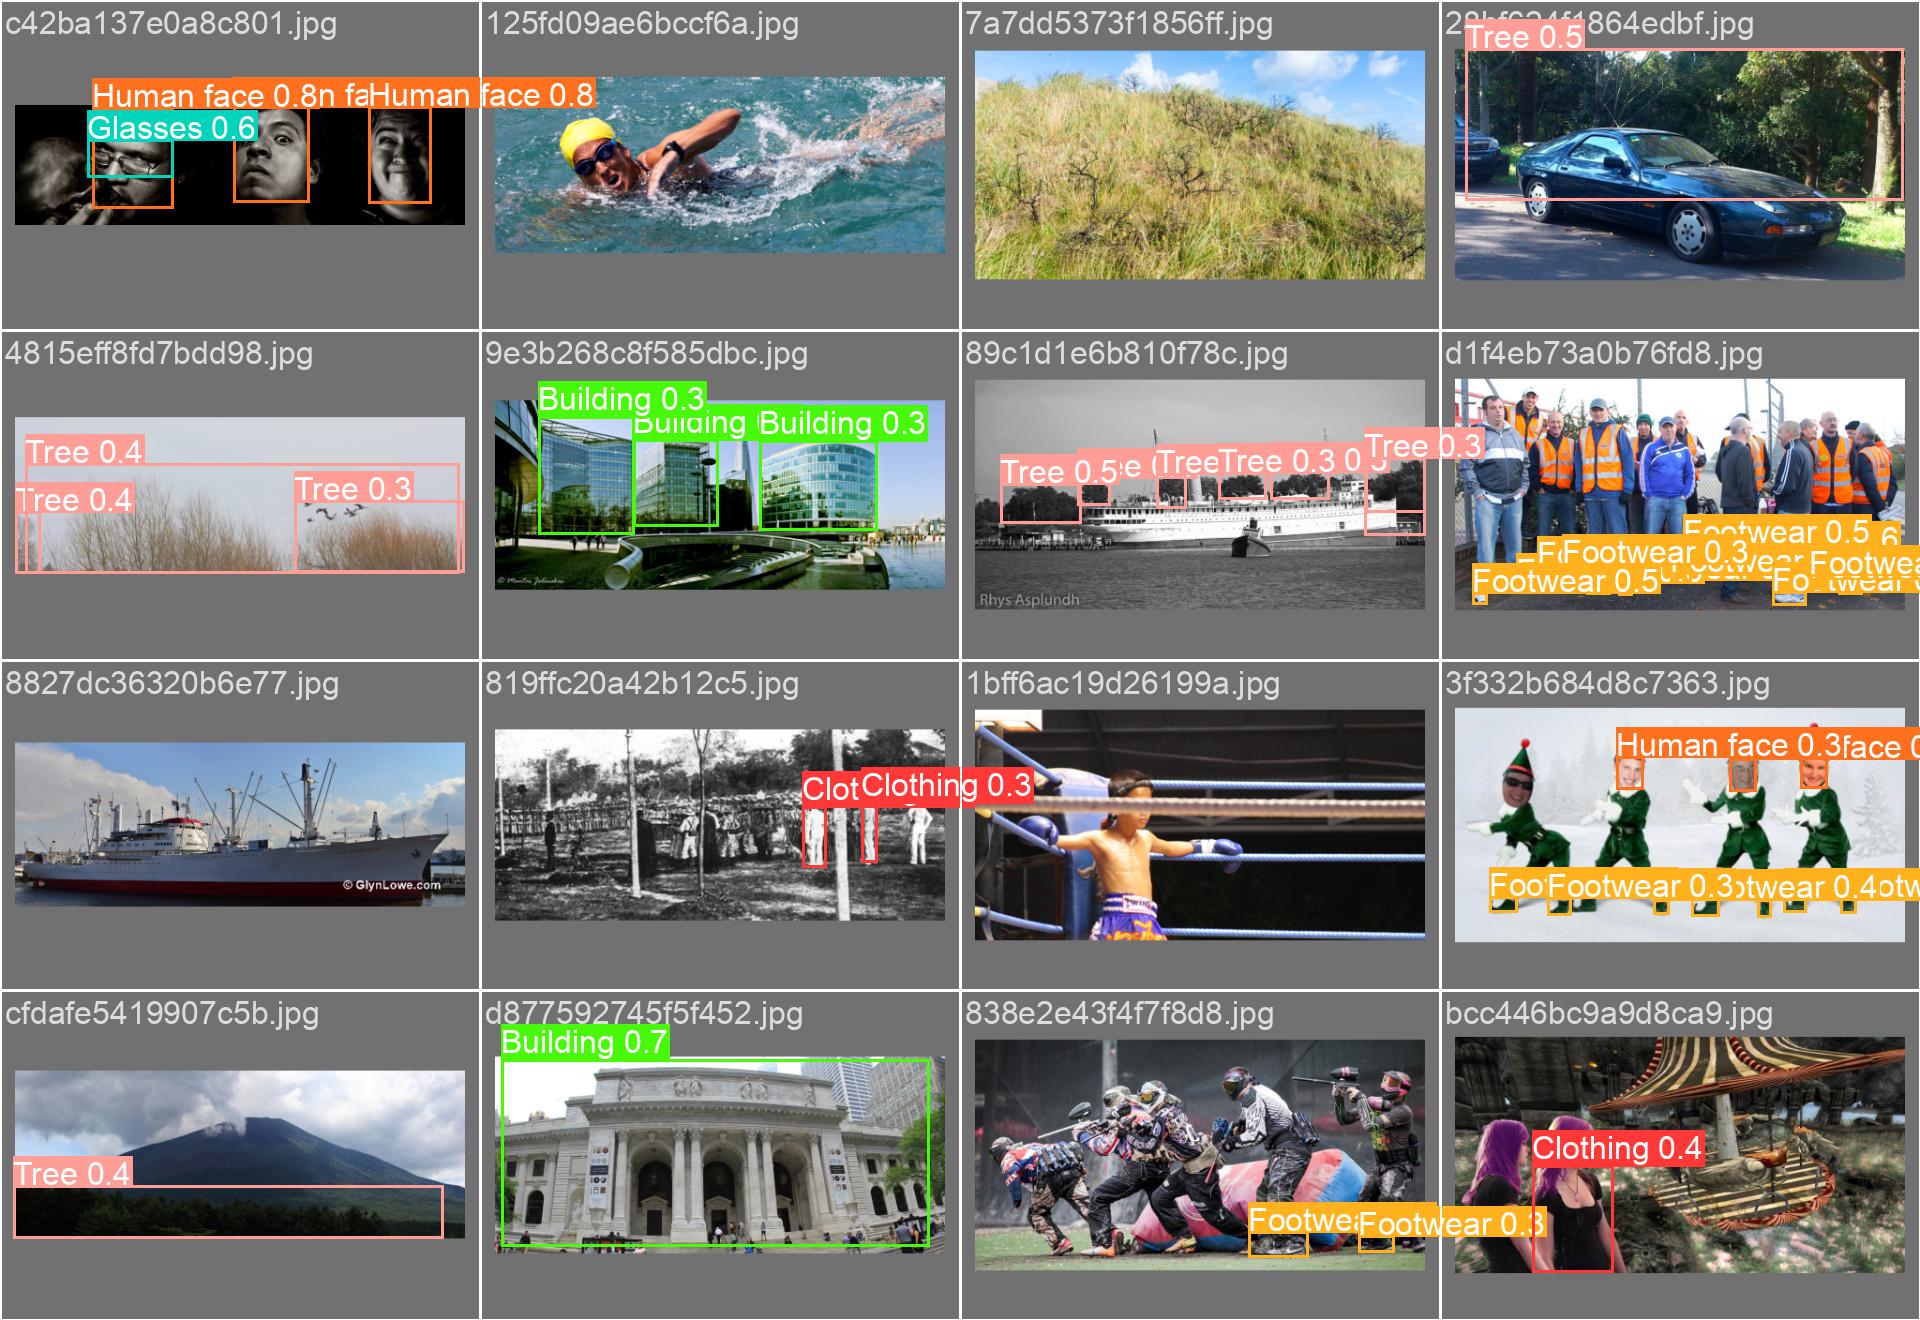 c42ba137e0a8c801.jpg
125fd09ae6bccf6a.jpg
7a7dd5373f1856ff.jpg
864edbf.jpg
Human face 0.8
Human face 0.8
Glasses 0.6
Tree 0.5
4815eff8fd7bdd98.jpg
9e3b268c8f585dbc.jpg
89c1d1e6b810f78c.jpg
d1f4eb73a0b76fd8.jpg
Tree 0.4
Tree 0.4
Tree 0.3
Building 0.3
Building
Building 0.3
Tree 0.5
Tree
Tree 0.3
Tree 0.3
Rhys Asplundh
Footwear 0.5
Footwear 0.3
Footwear 0.5
8827dc36320b6e77.jpg
819ffc20a42b12c5.jpg
1bff6ac19d26199a.jpg
3f332b684d8c7363.jpg
© GlynLowe.com
Clothing 0.3
Human face 0.3
face
Footwear 0.3
0.4
cfdafe5419907c5b.jpg
d877592745f5f452.jpg
838e2e43f4f7f8d8.jpg
bcc446bc9a9d8ca9.jpg
Tree 0.4
Building 0.7
Footwear 0.3
Clothing 0.4